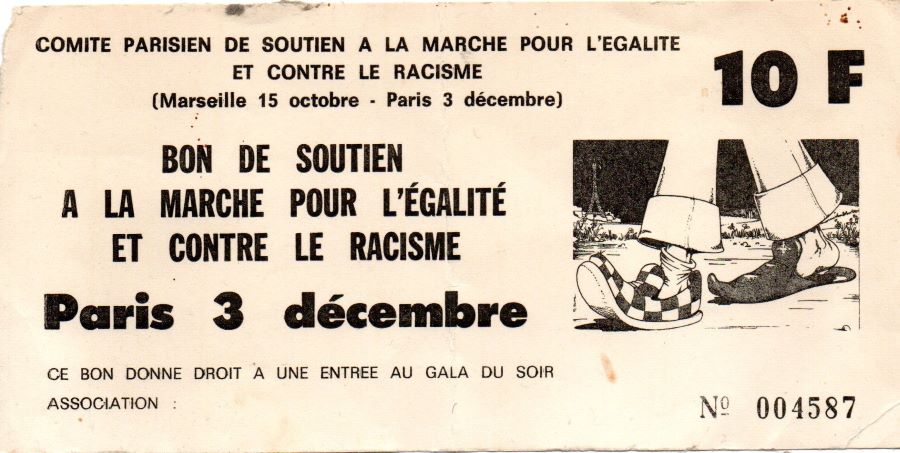 COMITE PARISIEN DE SOUTIEN A LA MARCHE POUR L'EGALITE
ET CONTRE LE RACISME
(Marseille 15 octobre - Paris 3 décembre)
10 F
BON DE SOUTIEN
A LA MARCHE POUR L'ÉGALITÉ
ET CONTRE LE RACISME
Paris 3 décembre
CE BON DONNE DROIT A UNE ENTREE AU GALA DU SOIR
ASSOCIATION :
Nº 004587